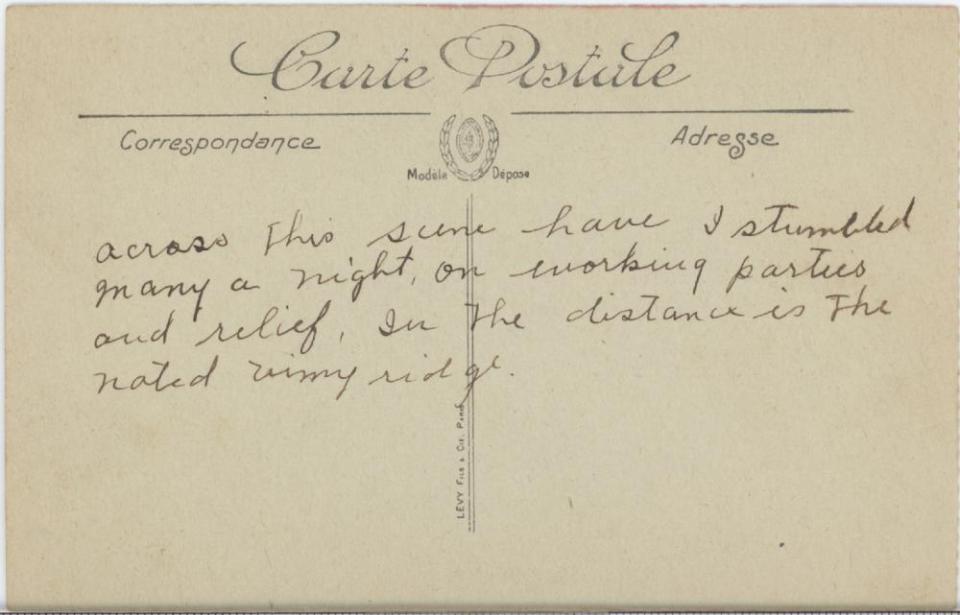 Carte Postale
Correspondance
Adresse
Modèle Déposé
across this scene have I stumbled
many a night, on working parties
and relief. In the distance is the
noted vimy ridge.
LEVY Fils & Cie. Paris